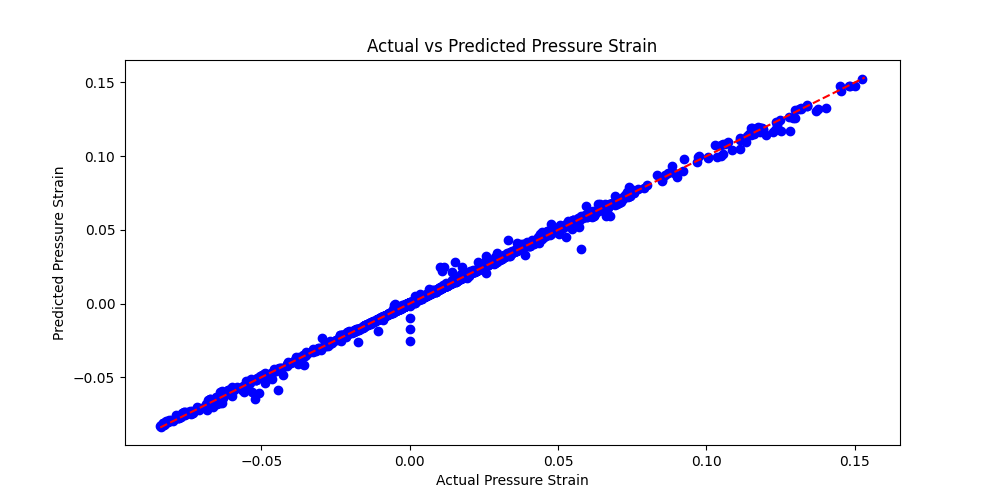 Actual vs Predicted Pressure Strain
Predicted Pressure Strain
0.15
0.10
0.05
0.00
−0.05
−0.05 0.00 0.05 0.10 0.15
Actual Pressure Strain